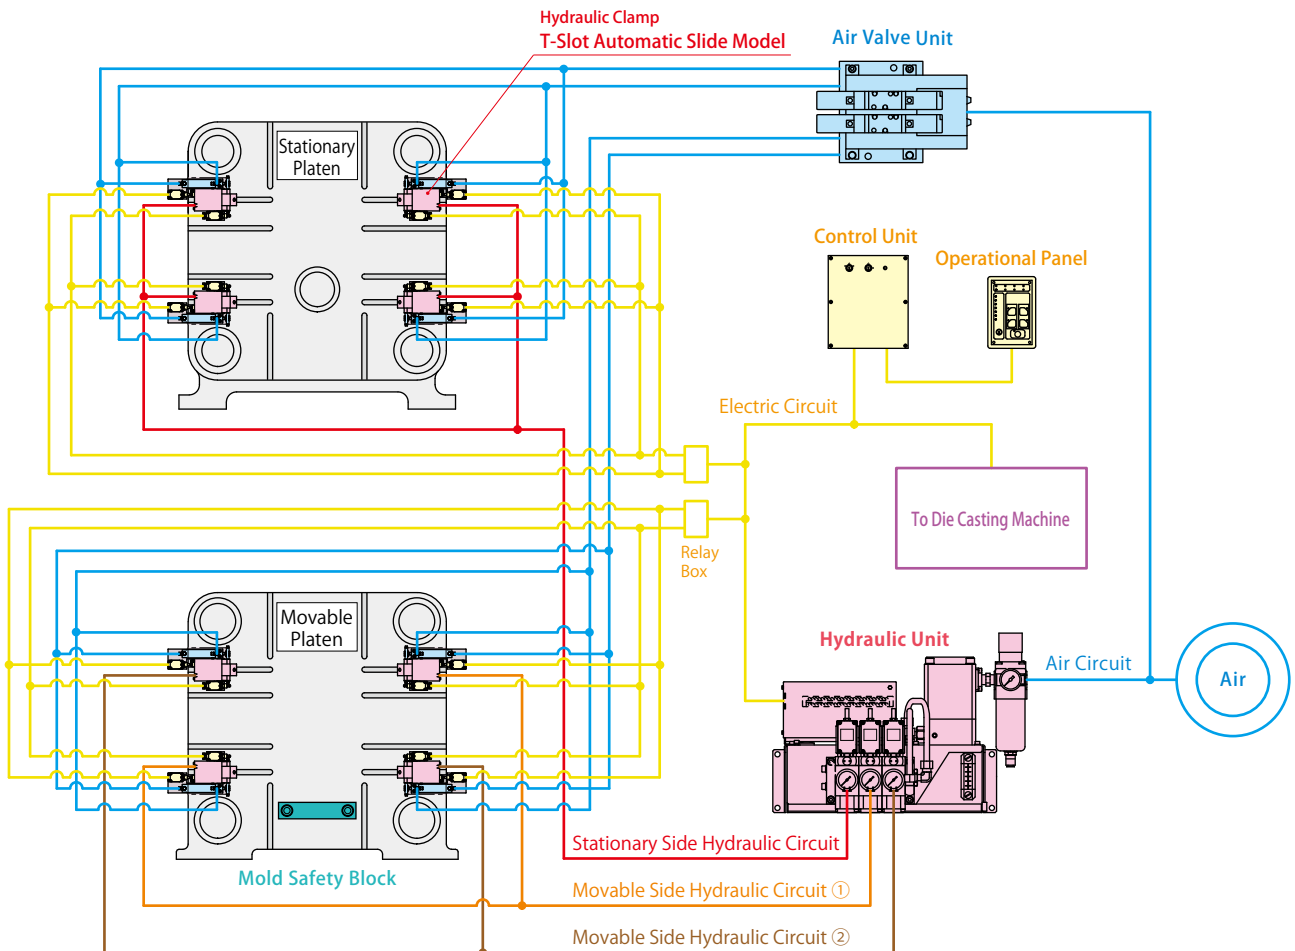 Hydraulic Clamp
T-Slot Automatic Slide Model
Air Valve Unit
Stationary
Platen
Control Unit
Operational Panel
Electric Circuit
To Die Casting Machine
Relay
Box
Movable
Platen
Hydraulic Unit
Air Circuit
Air
Stationary Side Hydraulic Circuit
Mold Safety Block
Movable Side Hydraulic Circuit ①
Movable Side Hydraulic Circuit ②